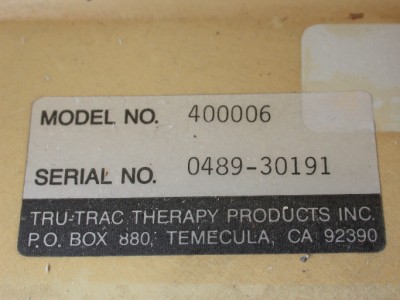 MODEL NO. 400006
SERIAL NO. 0489-30191
TRU-TRAC THERAPY PRODUCTS INC.
P.O. BOX 880, TEMECULA, CA 92390